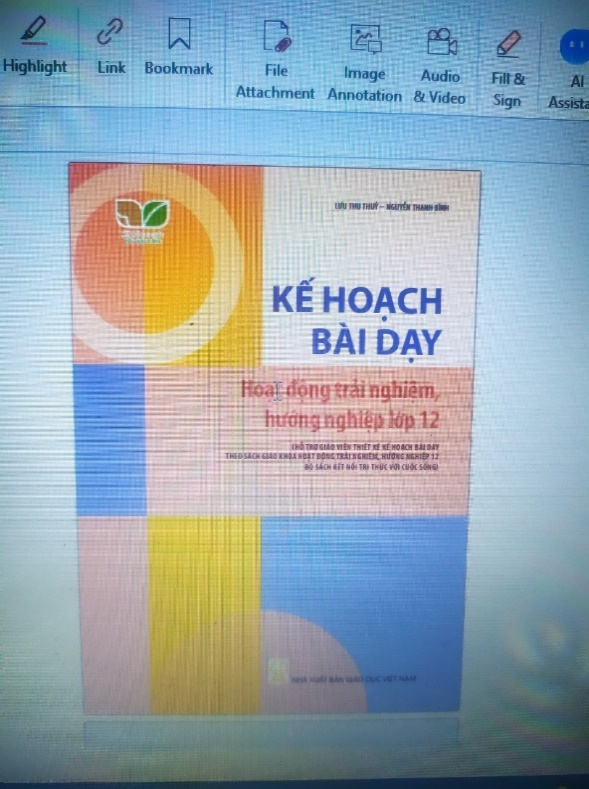 Highlight
Link
Bookmark
File
Attachment
Image
Annotation
Audio
& Video
Fill &
Sign
AI
LƯU THU THUỶ – NGUYỄN THANH BÌNH
KẾ HOẠCH
BÀI DẠY
Hoạt động trải nghiệm,
hướng nghiệp lớp 12
(HỖ TRỢ GIÁO VIÊN THIẾT KẾ KẾ HOẠCH BÀI DẠY
THEO SÁCH GIÁO KHOA HOẠT ĐỘNG TRẢI NGHIỆM, HƯỚNG NGHIỆP 12
BỘ SÁCH KẾT NỐI TRI THỨC VỚI CUỘC SỐNG)
NHÀ XUẤT BẢN GIÁO DỤC VIỆT NAM